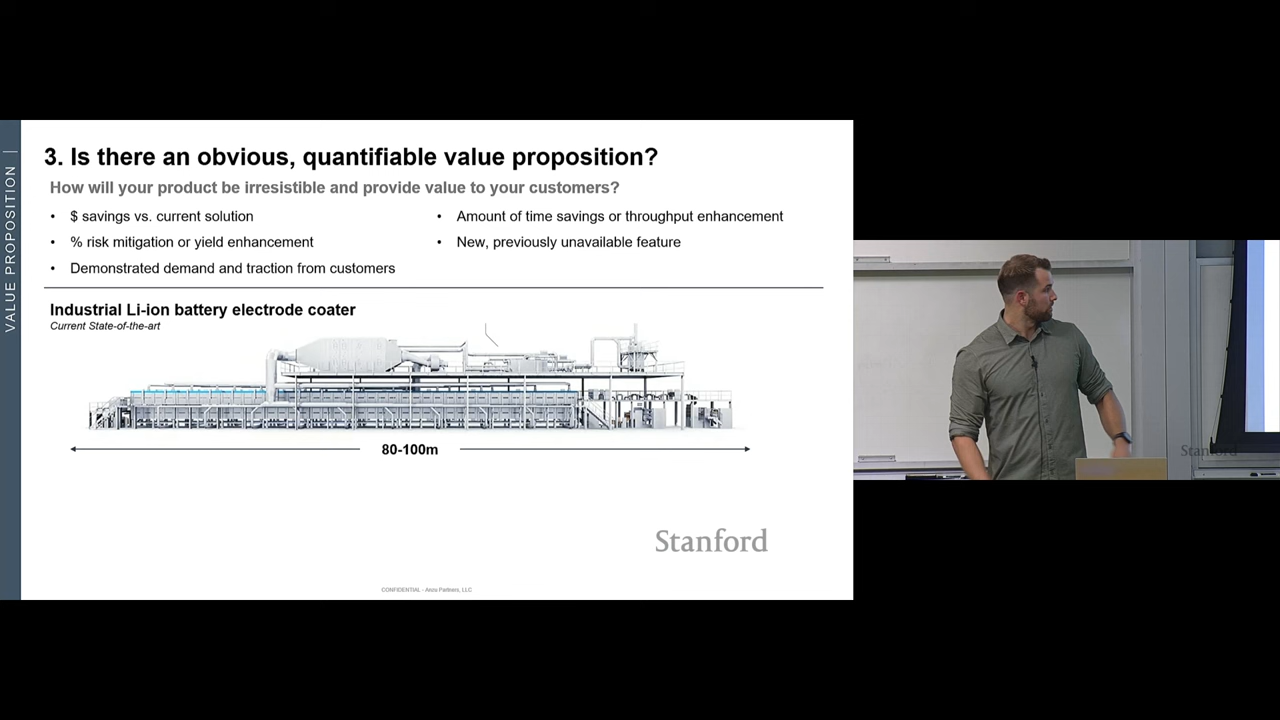 VALUE PROPOSITION |
3. Is there an obvious, quantifiable value proposition?
How will your product be irresistible and provide value to your customers?
• $ savings vs. current solution
• % risk mitigation or yield enhancement
• Demonstrated demand and traction from customers
• Amount of time savings or throughput enhancement
• New, previously unavailable feature
Industrial Li-ion battery electrode coater
Current State-of-the-art
80-100m
Stanford
CONFIDENTIAL - Anzu Partners, LLC
Stanford